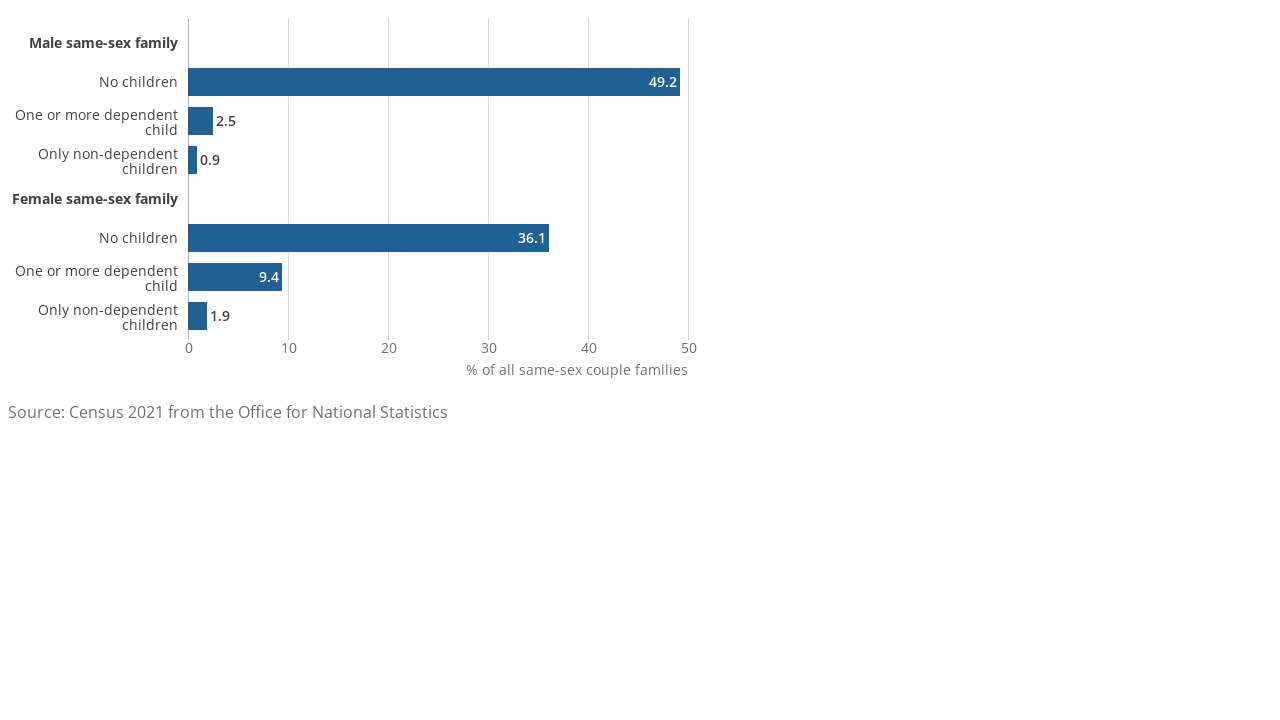 Male same-sex family
No children
49.2
One or more dependent
child
2.5
Only non-dependent
children
0.9
Female same-sex family
No children
36.1
One or more dependent
child
9.4
Only non-dependent
children
1.9
0 10 20 30 40 50
% of all same-sex couple families
Source: Census 2021 from the Office for National Statistics